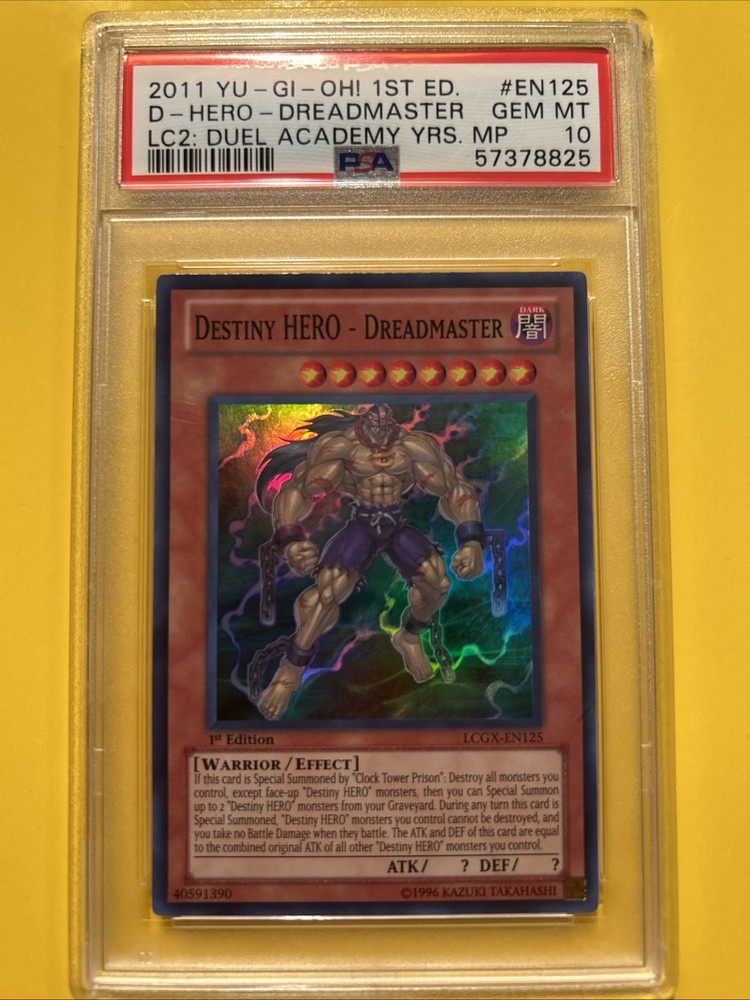 2011 YU-GI-OH! 1ST ED. #EN125
D-HERO-DREADMASTER GEM MT
LC2: DUEL ACADEMY YRS. MP 10
PSA 57378825
DESTINY HERO - DREADMASTER
DARK
闇
1st Edition LCGX-EN125
[WARRIOR/EFFECT]
If this card is Special Summoned by "Clock Tower Prison": Destroy all monsters you
control, except face-up "Destiny HERO" monsters, then you can Special Summon
up to 2 "Destiny HERO" monsters from your Graveyard. During any turn this card is
Special Summoned, "Destiny HERO" monsters you control cannot be destroyed, and
you take no Battle Damage when they battle. The ATK and DEF of this card are equal
to the combined original ATK of all other "Destiny HERO" monsters you control.
ATK/ ? DEF/ ?
40591390 ©1996 KAZUKI TAKAHASHI